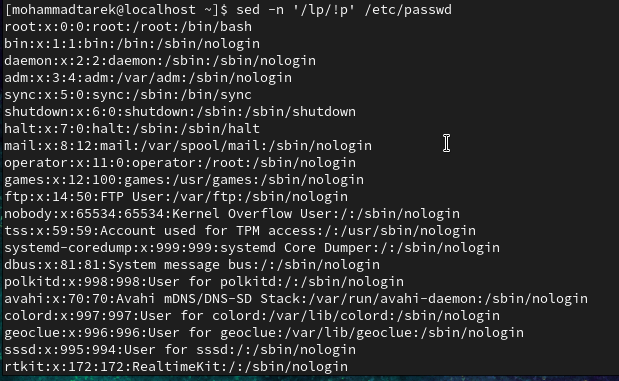 [mohammadtarek@localhost ~]$ sed -n '/lp/!p' /etc/passwd
root:x:0:0:root:/root:/bin/bash
bin:x:1:1:bin:/bin:/sbin/nologin
daemon:x:2:2:daemon:/sbin:/sbin/nologin
adm:x:3:4:adm:/var/adm:/sbin/nologin
sync:x:5:0:sync:/sbin:/bin/sync
shutdown:x:6:0:shutdown:/sbin:/sbin/shutdown
halt:x:7:0:halt:/sbin:/sbin/halt
mail:x:8:12:mail:/var/spool/mail:/sbin/nologin
operator:x:11:0:operator:/root:/sbin/nologin
games:x:12:100:games:/usr/games:/sbin/nologin
ftp:x:14:50:FTP User:/var/ftp:/sbin/nologin
nobody:x:65534:65534:Kernel Overflow User:/:/sbin/nologin
tss:x:59:59:Account used for TPM access:/:/usr/sbin/nologin
systemd-coredump:x:999:999:systemd Core Dumper:/:/sbin/nologin
dbus:x:81:81:System message bus:/:/sbin/nologin
polkitd:x:998:998:User for polkitd:/:/sbin/nologin
avahi:x:70:70:Avahi mDNS/DNS-SD Stack:/var/run/avahi-daemon:/sbin/nologin
colord:x:997:997:User for colord:/var/lib/colord:/sbin/nologin
geoclue:x:996:996:User for geoclue:/var/lib/geoclue:/sbin/nologin
sssd:x:995:994:User for sssd:/:/sbin/nologin
rtkit:x:172:172:RealtimeKit:/:/sbin/nologin